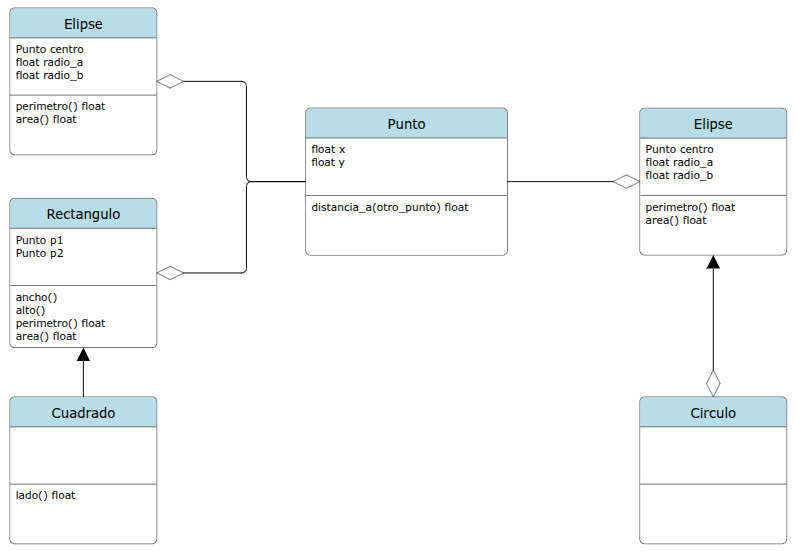 Elipse
Punto centro
float radio_a
float radio_b
perimetro() float
area() float
Rectangulo
Punto p1
Punto p2
ancho()
alto()
perimetro() float
area() float
Cuadrado
lado() float
Punto
float x
float y
distancia_a(otro_punto) float
Elipse
Punto centro
float radio_a
float radio_b
perimetro() float
area() float
Circulo